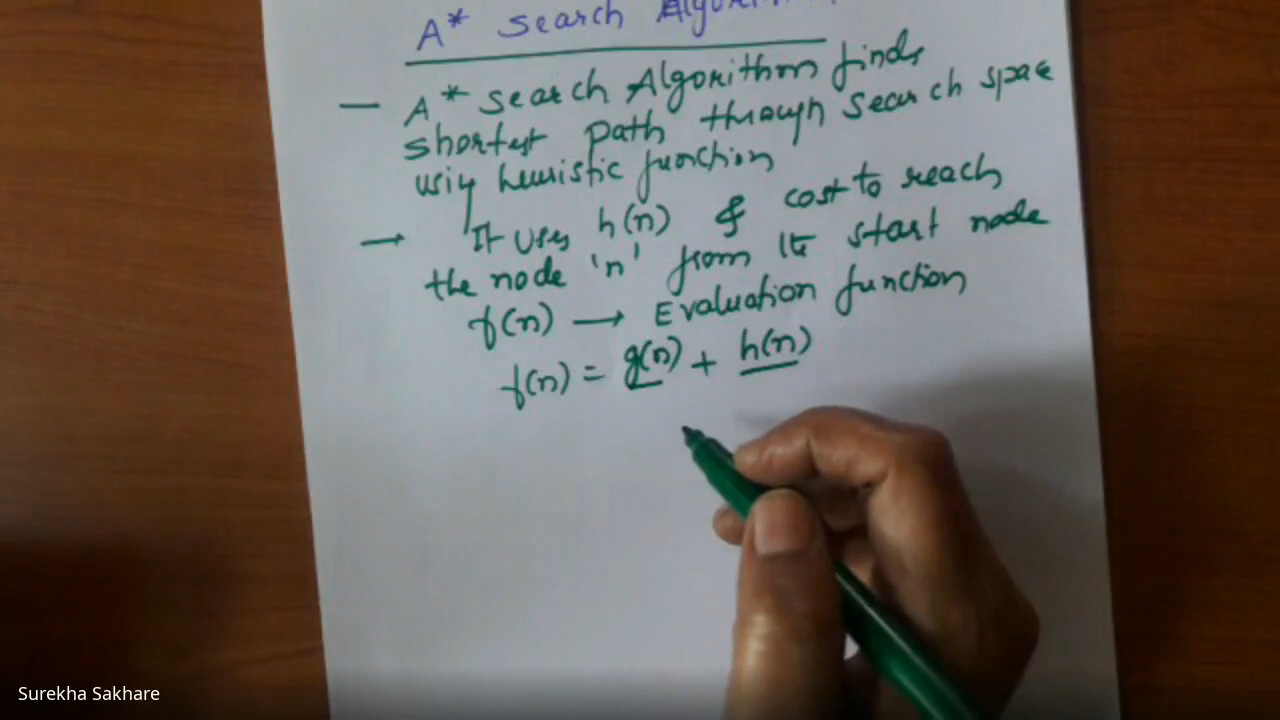 A* Search Algorithm
— A* search Algorithm finds
shortest path through search space
using heuristic function
→ It uses h(n) & cost to reach
the node 'n' from the start node
f(n) → Evaluation function
f(n) = g(n) + h(n)
Surekha Sakhare